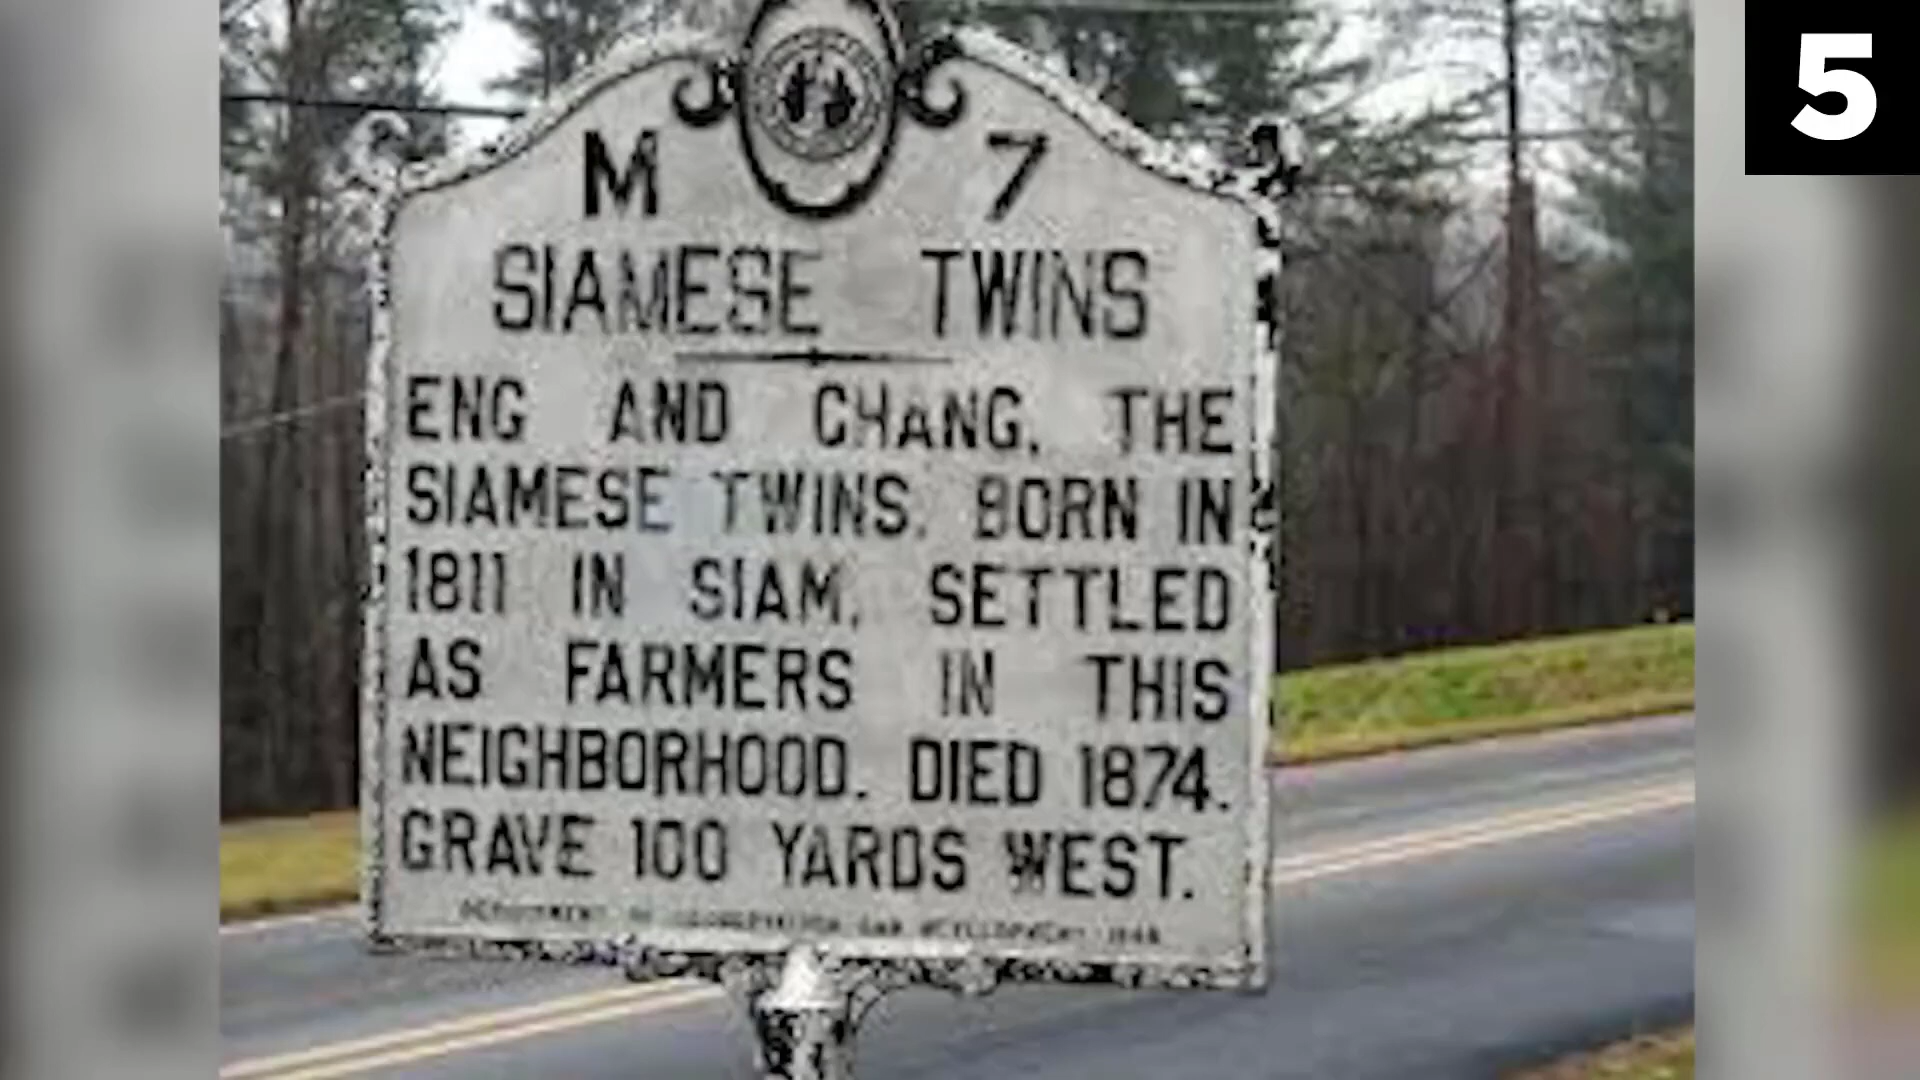 5
M 7
SIAMESE TWINS
ENG AND CHANG, THE
SIAMESE TWINS, BORN IN
1811 IN SIAM, SETTLED
AS FARMERS IN THIS
NEIGHBORHOOD. DIED 1874.
GRAVE 100 YARDS WEST.